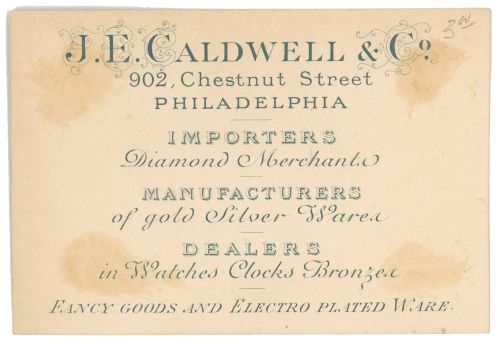 J. E. CALDWELL & Co.
902, Chestnut Street
PHILADELPHIA
IMPORTERS
Diamond Merchants
MANUFACTURERS
of gold Silver Wares
DEALERS
in Watches Clocks Bronzes
FANCY GOODS AND ELECTRO PLATED WARE.